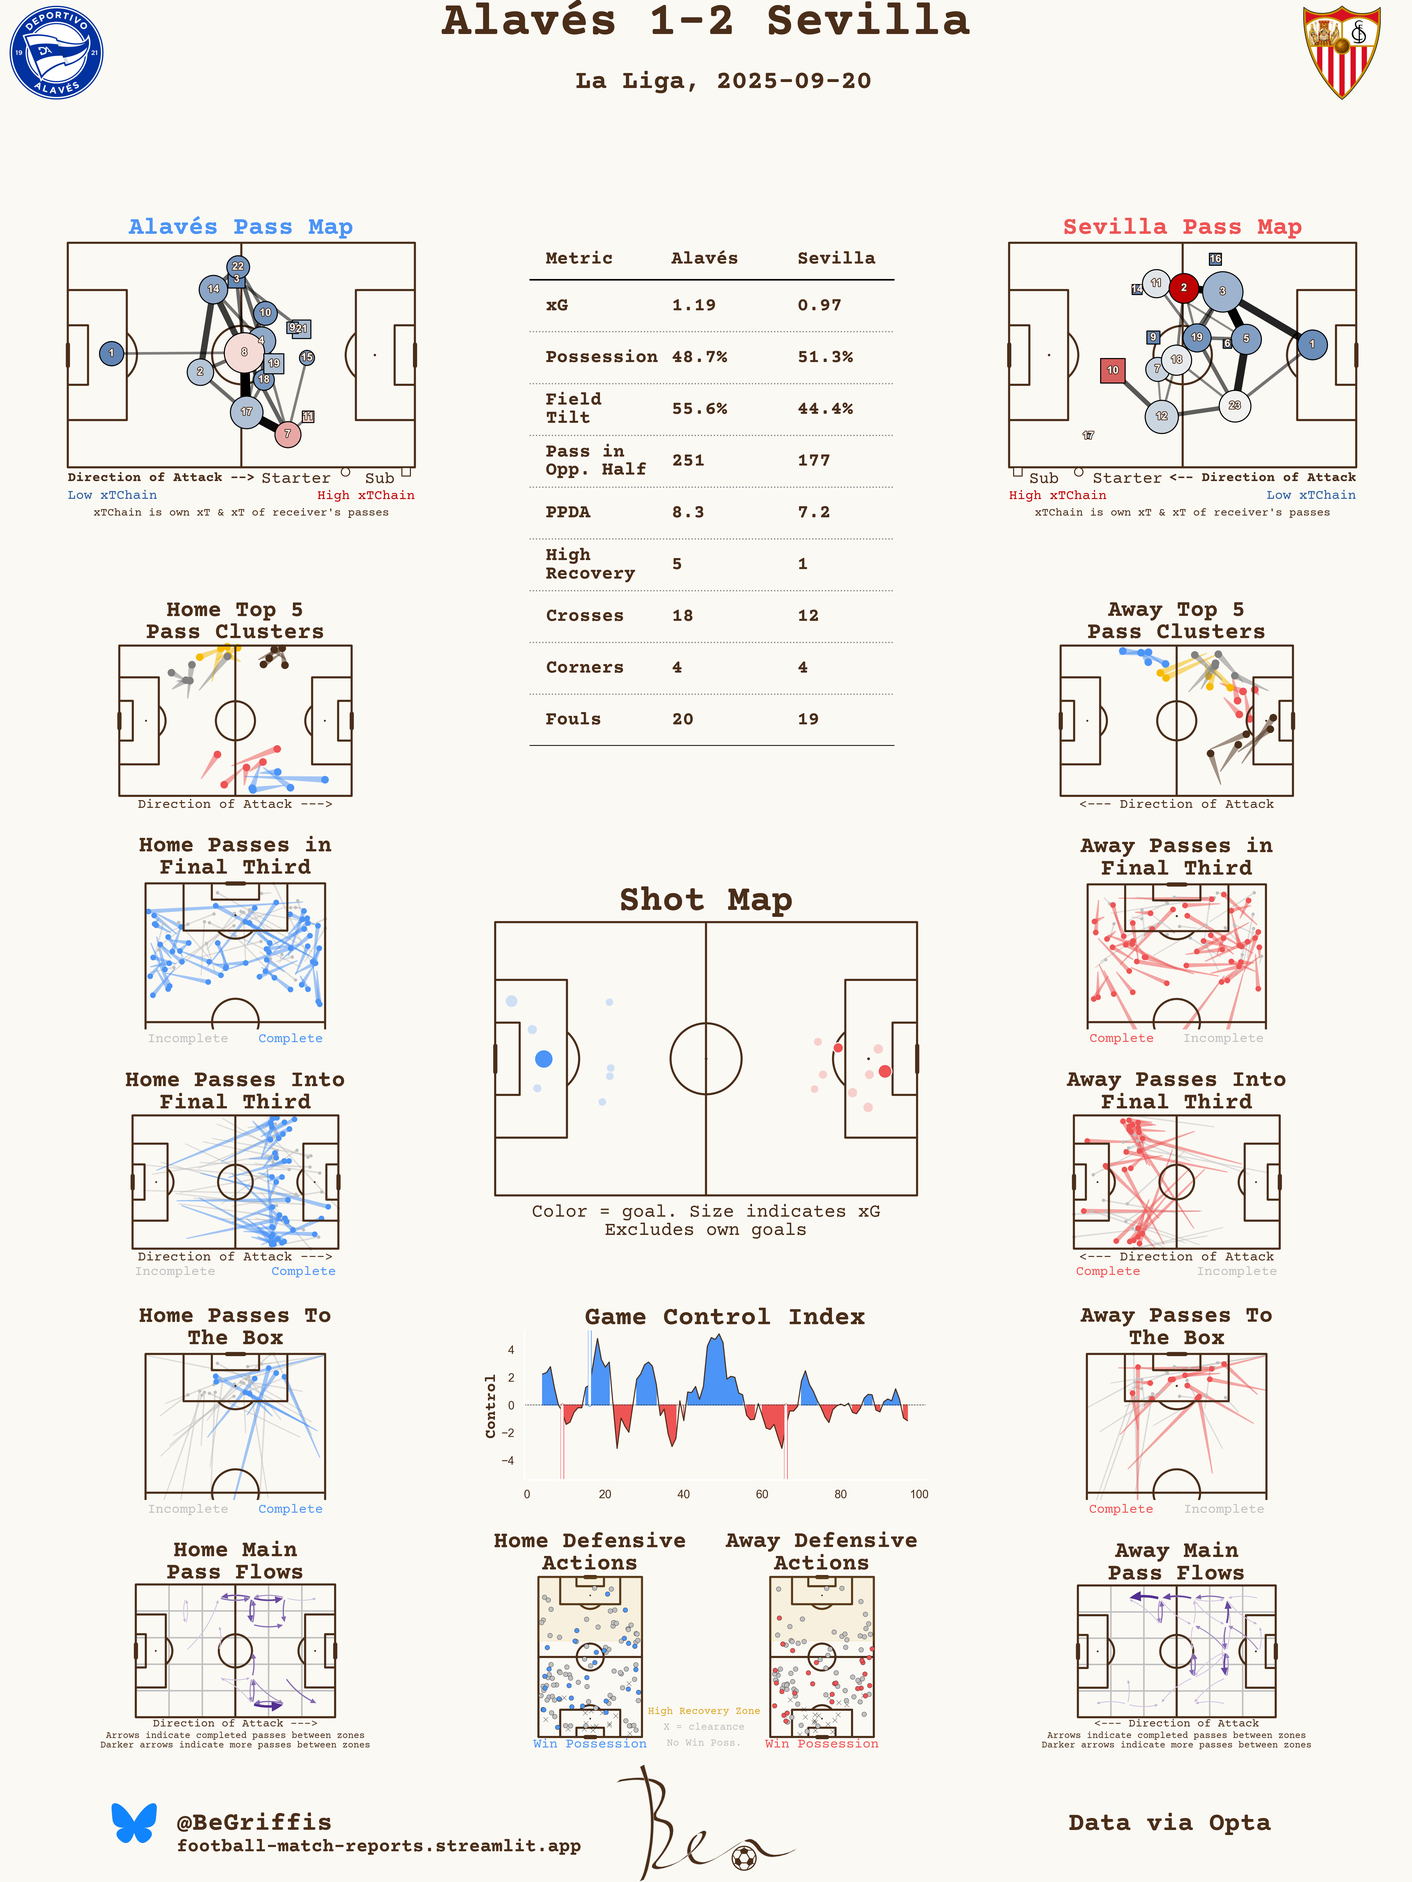 Alavés 1-2 Sevilla
La Liga, 2025-09-20
DEPORTIVO
19 21
ALAVÉS
Alavés Pass Map
22
3
14
10
9 21
4
1
8
15
2
19
18
17
11
7
Direction of Attack --> Starter Sub
Low xTChain High xTChain
xTChain is own xT & xT of receiver's passes
Metric Alavés Sevilla
xG 1.19 0.97
Possession 48.7% 51.3%
Field
Tilt
55.6% 44.4%
Pass in
Opp. Half
251 177
PPDA 8.3 7.2
High
Recovery
5 1
Crosses 18 12
Corners 4 4
Fouls 20 19
Sevilla Pass Map
16
11
14
2
3
9
19
6
5
1
18
10
7
12
23
17
Sub Starter <-- Direction of Attack
High xTChain Low xTChain
xTChain is own xT & xT of receiver's passes
Home Top 5
Pass Clusters
Direction of Attack --->
Away Top 5
Pass Clusters
<--- Direction of Attack
Home Passes in
Final Third
Incomplete Complete
Away Passes in
Final Third
Complete Incomplete
Shot Map
Color = goal. Size indicates xG
Excludes own goals
Home Passes Into
Final Third
Direction of Attack --->
Incomplete Complete
Away Passes Into
Final Third
<--- Direction of Attack
Complete Incomplete
Home Passes To
The Box
Incomplete Complete
Game Control Index
Control
4
2
0
−2
−4
0 20 40 60 80 100
Away Passes To
The Box
Complete Incomplete
Home Main
Pass Flows
Direction of Attack --->
Arrows indicate completed passes between zones
Darker arrows indicate more passes between zones
Home Defensive
Actions
Win Possession
Away Defensive
Actions
Win Possession
High Recovery Zone
X = clearance
No Win Poss.
Away Main
Pass Flows
<--- Direction of Attack
Arrows indicate completed passes between zones
Darker arrows indicate more passes between zones
@BeGriffis
football-match-reports.streamlit.app
Ben
Data via Opta